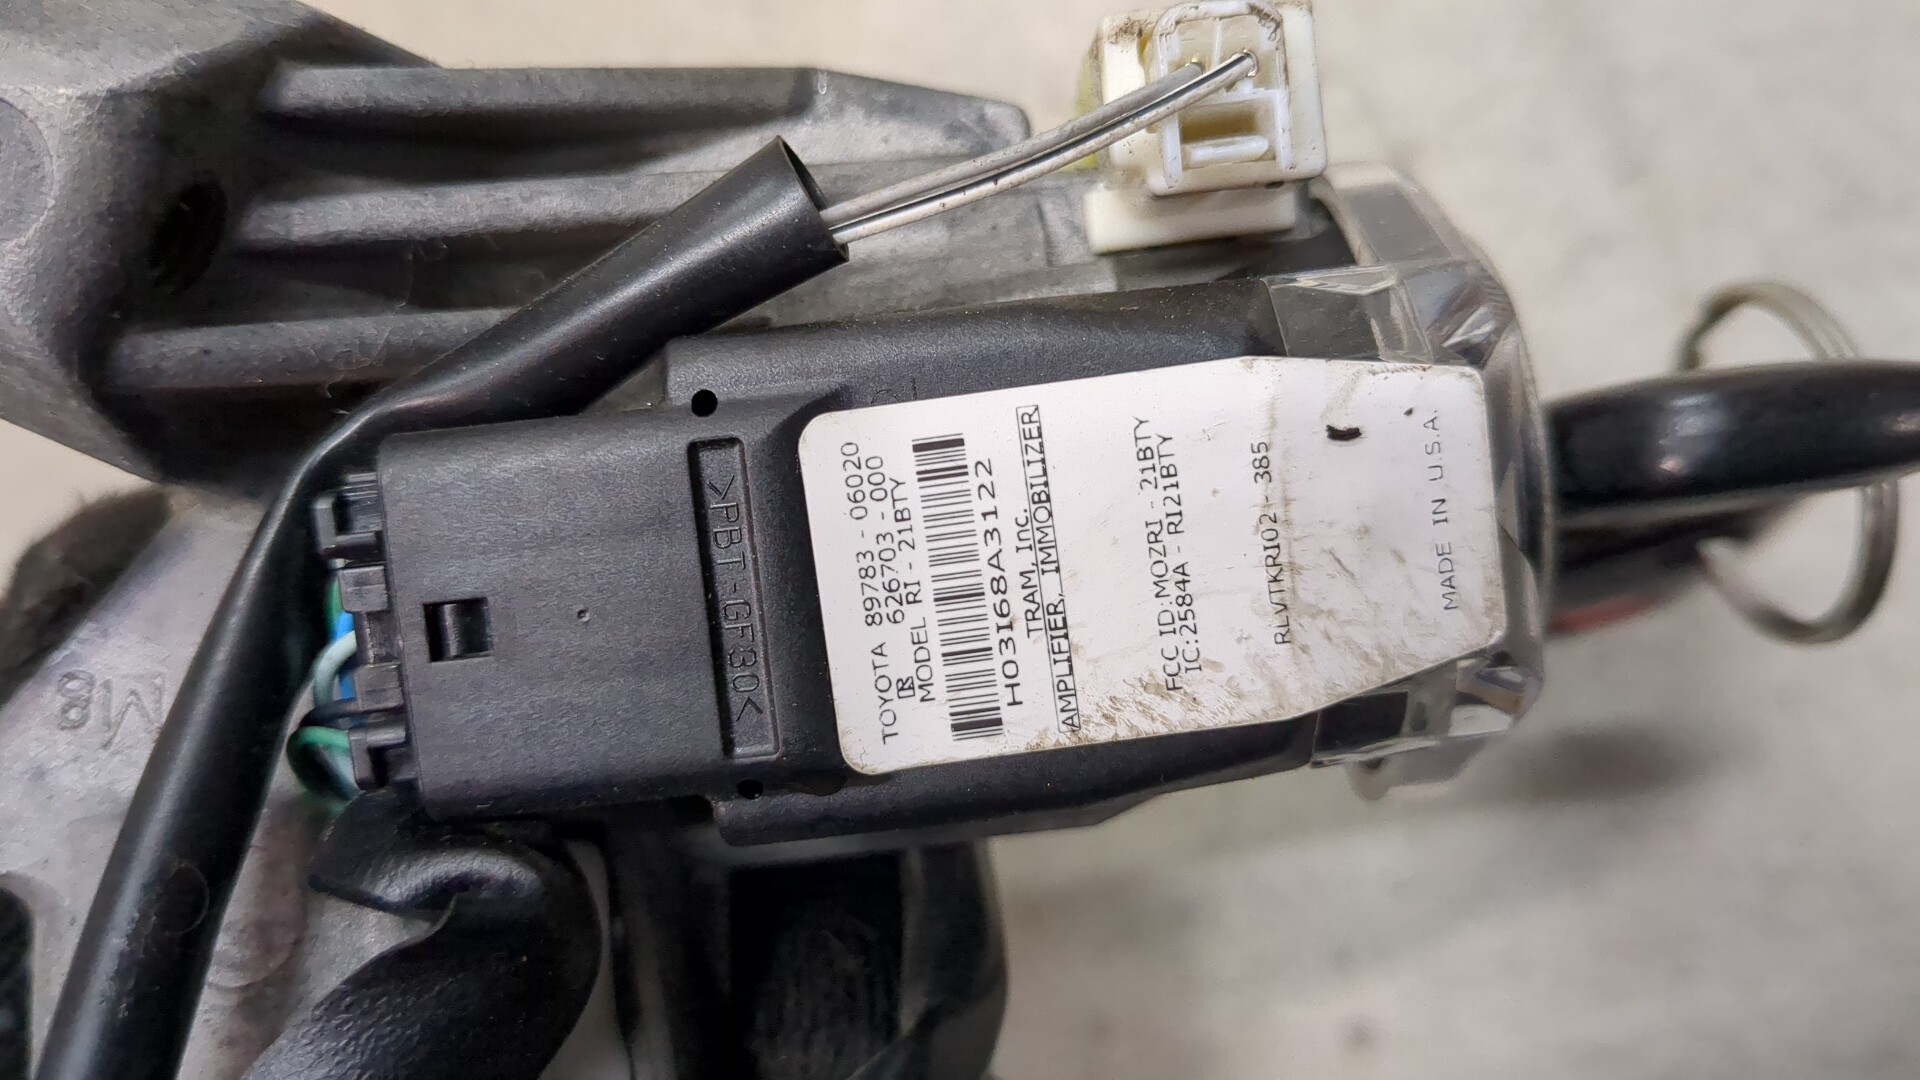 TOYOTA 89783 - 06020
626703 - 000
MODEL RI - 21BTY
H03I68A3122
TRAM, Inc.
AMPLIFIER, IMMOBILIZER
FCC ID:MOZRI - 21BTY
IC:2584A - RI21BTY
RLVTKRI02 - 385
MADE IN U.S.A.
>PBT-GF30<
M8